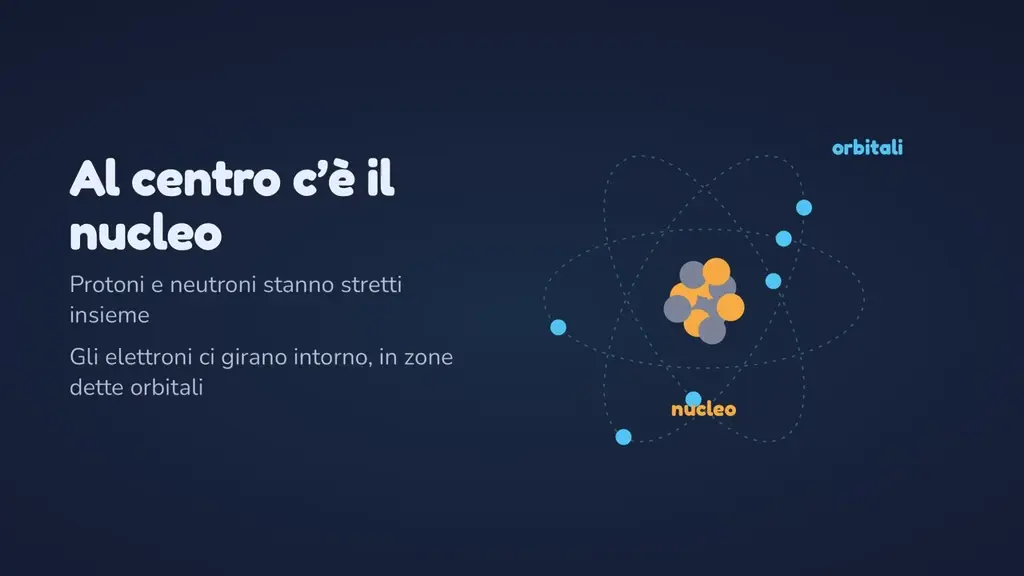 Al centro c’è il
nucleo
Protoni e neutroni stanno stretti
insieme
Gli elettroni ci girano intorno, in zone
dette orbitali
orbitali
nucleo